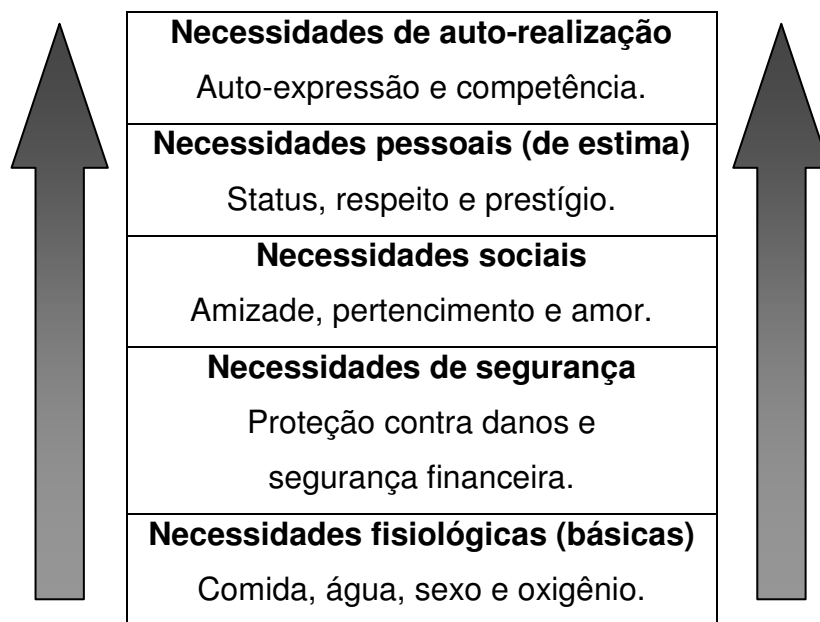 Necessidades de auto-realização
Auto-expressão e competência.
Necessidades pessoais (de estima)
Status, respeito e prestígio.
Necessidades sociais
Amizade, pertencimento e amor.
Necessidades de segurança
Proteção contra danos e
segurança financeira.
Necessidades fisiológicas (básicas)
Comida, água, sexo e oxigênio.